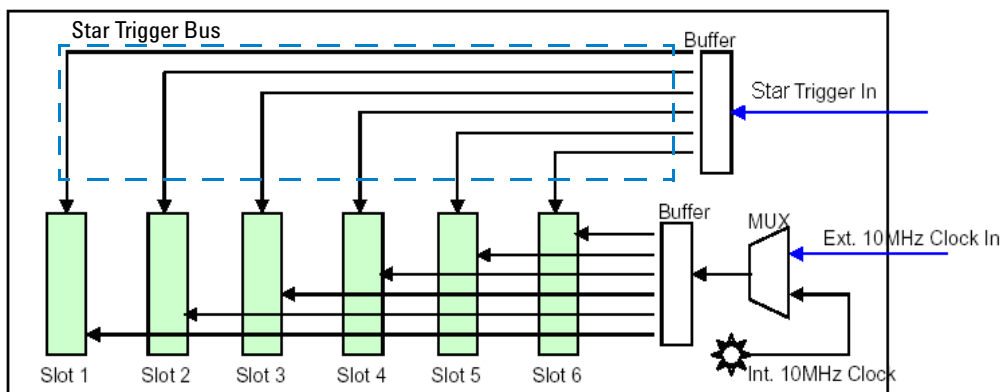 Star Trigger Bus
Buffer
Star Trigger In
Buffer
MUX
Ext. 10MHz Clock In
Int. 10MHz Clock
Slot 1
Slot 2
Slot 3
Slot 4
Slot 5
Slot 6